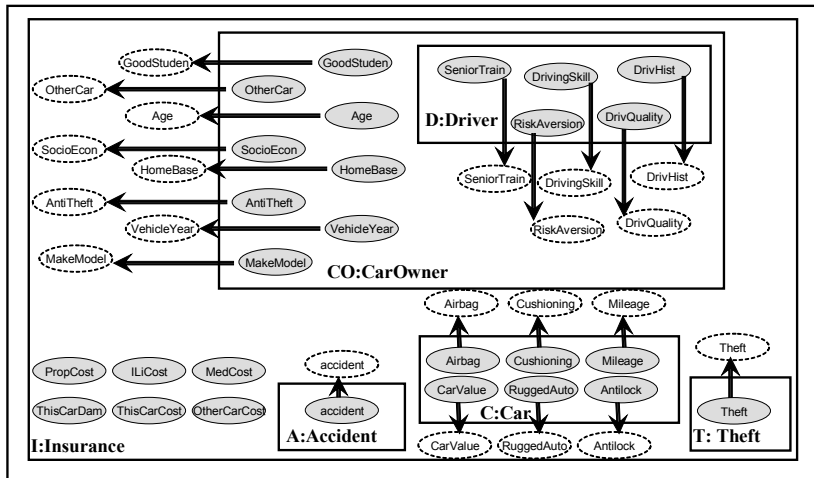 GoodStuden GoodStuden
OtherCar OtherCar
Age Age
SocioEcon SocioEcon
HomeBase HomeBase
AntiTheft AntiTheft
VehicleYear VehicleYear
MakeModel MakeModel
CO:CarOwner
SeniorTrain DrivingSkill DrivHist
D:Driver RiskAversion DrivQuality
SeniorTrain DrivingSkill DrivHist
RiskAversion DrivQuality
Airbag Cushioning Mileage
Airbag Cushioning Mileage
CarValue RuggedAuto Antilock
C:Car
CarValue RuggedAuto Antilock
PropCost ILiCost MedCost
ThisCarDam ThisCarCost OtherCarCost
I:Insurance
accident
accident
A:Accident
Theft
Theft
T: Theft